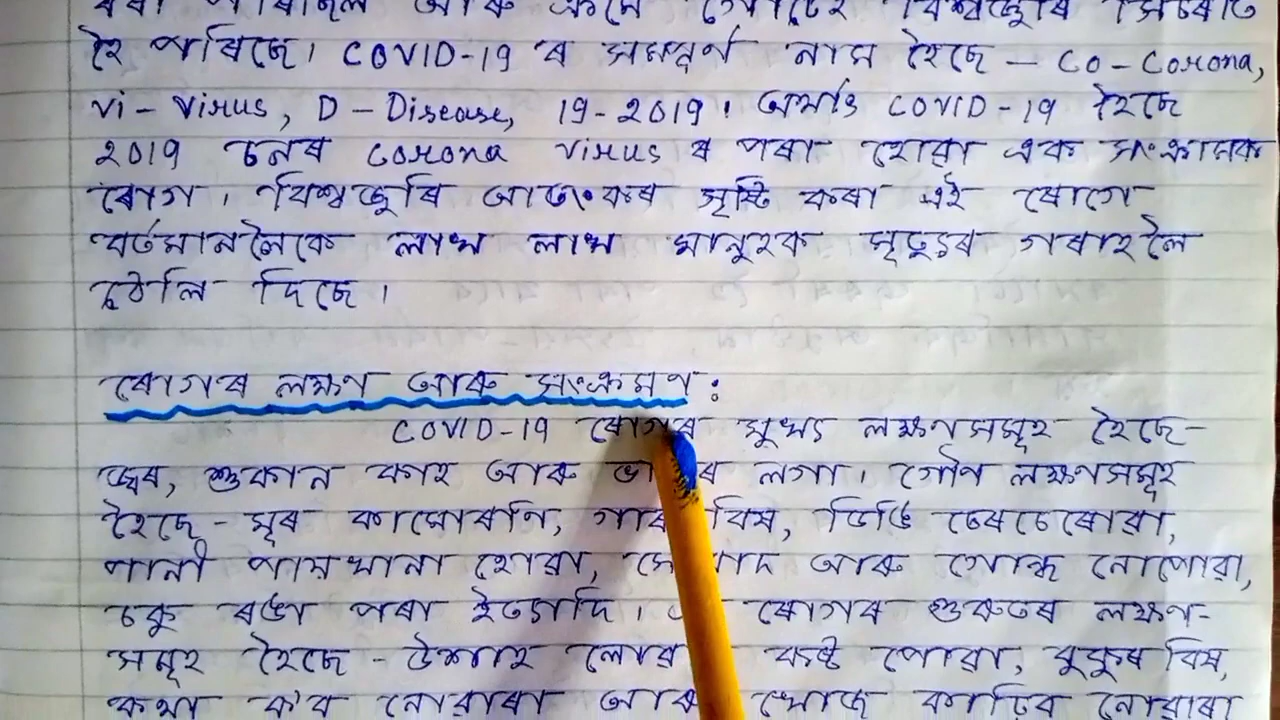 হৈ পৰিছে। COVID-19 ৰ সম্পূৰ্ণ নাম হৈছে – CO-Corona,
Vi-Virus, D-Disease, 19-2019। অৰ্থাৎ COVID-19 হৈছে
2019 চনৰ corona virus ৰ পৰা হোৱা এক সংক্ৰামক
ৰোগ। বিশ্বজুৰি আতংকৰ সৃষ্টি কৰা এই ৰোগে
বৰ্তমানলৈকে লাখ লাখ মানুহক মৃত্যুৰ গৰাহলৈ
ঠেলি দিছে।
ৰোগৰ লক্ষণ আৰু সংক্ৰমণ:
COVID-19 ৰোগৰ মুখ্য লক্ষণসমূহ হৈছে-
জ্বৰ, শুকান কাহ আৰু লগা। গৌণ লক্ষণসমূহ
হৈছে - মূৰ কামোৰণি, গাৰ বিষ, ডিঙি চেৰচেৰোৱা,
পানী পায়খানা হোৱা, আৰু গোন্ধ নোপোৱা,
চকু ৰঙা পৰা ইত্যাদি। ৰোগৰ গুৰুতৰ লক্ষণ-
সমূহ হৈছে - উশাহ লোৱা কষ্ট পোৱা, বুকুৰ বিষ,
কথা ক'ব নোৱাৰা আৰু খোজ কাঢ়িব নোৱাৰা